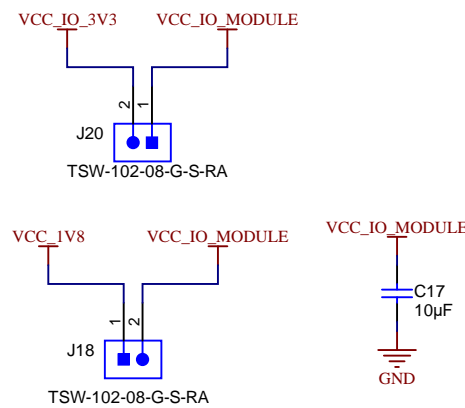 VCC_IO_3V3 VCC_IO_MODULE
2 1
J20
TSW-102-08-G-S-RA
VCC_1V8 VCC_IO_MODULE VCC_IO_MODULE
C17
10µF
1 2
J18
GND
TSW-102-08-G-S-RA